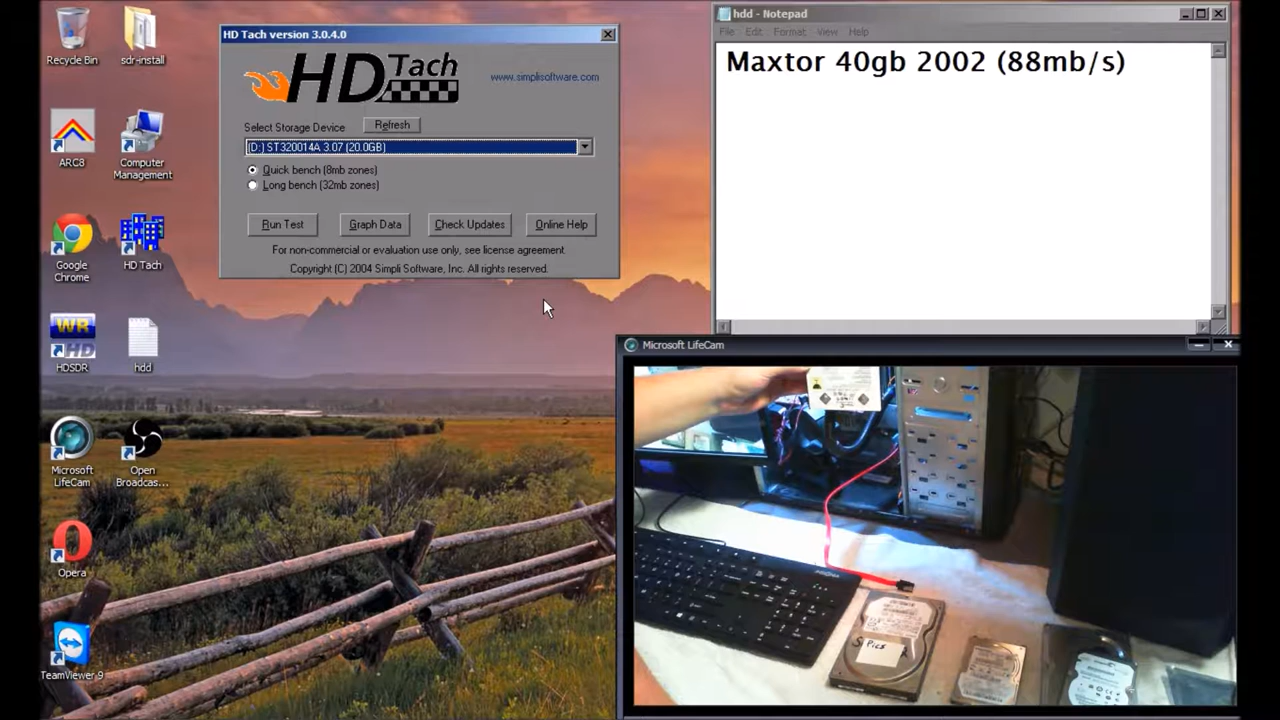 Recycle Bin
sdr-install
ARC8
Computer
Management
Google
Chrome
HD Tach
HDSDR
hdd
Microsoft
LifeCam
Open
Broadcas...
Opera
TeamViewer 9
HD Tach version 3.0.4.0
HD Tach
www.simplisoftware.com
Select Storage Device
Refresh
(D:) ST320014A 3.07 (20.0GB)
Quick bench (8mb zones)
Long bench (32mb zones)
Run Test
Graph Data
Check Updates
Online Help
For non-commercial or evaluation use only, see license agreement.
Copyright (C) 2004 Simpli Software, Inc. All rights reserved.
hdd - Notepad
File Edit Format View Help
Maxtor 40gb 2002 (88mb/s)
Microsoft LifeCam
Pics